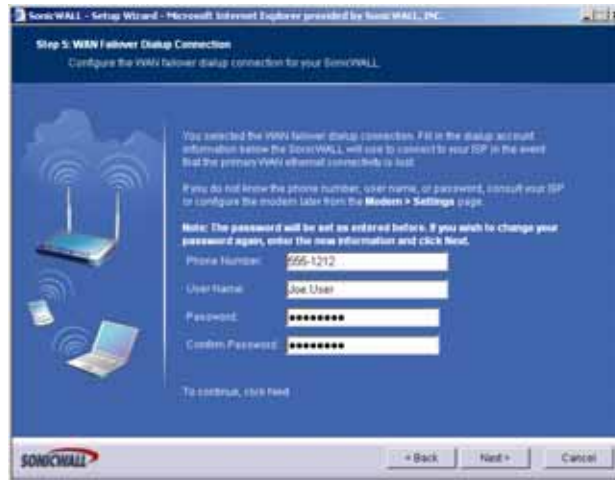 SonicWALL - Setup Wizard - Microsoft Internet Explorer provided by SonicWALL, INC.
Step 5: WAN Failover Dialup Connection
Configure the WAN failover dialup connection for your SonicWALL.
You selected the WAN failover dialup connection. Fill in the dialup account
information below the SonicWALL will use to connect to your ISP in the event
that the primary WAN ethernet connectivity is lost.
If you do not know the phone number, user name, or password, consult your ISP
or configure the modem later from the Modem > Settings page.
Note: The password will be set as entered before. If you wish to change your
password again, enter the new information and click Next.
Phone Number: 555-1212
User Name: Joe.User
Password: ●●●●●●●●
Confirm Password: ●●●●●●●●
To continue, click Next
SONICWALL
< Back Next > Cancel